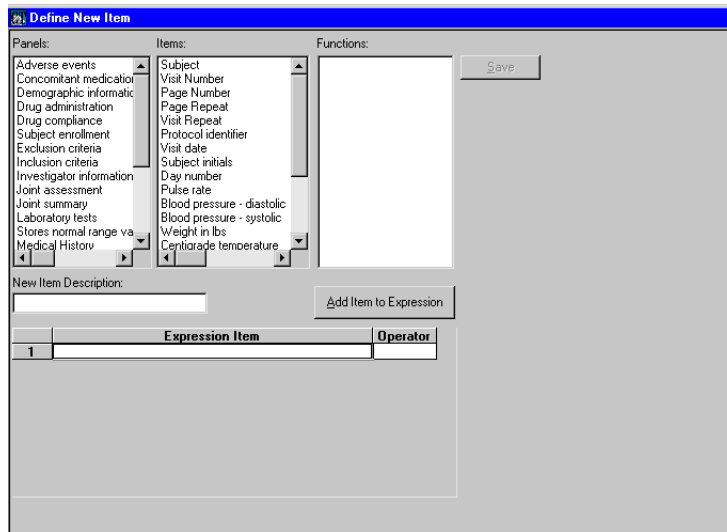 Define New Item
Panels:
Adverse events
Concomitant medication
Demographic informatic
Drug administration
Drug compliance
Subject enrollment
Exclusion criteria
Inclusion criteria
Investigator information
Joint assessment
Joint summary
Laboratory tests
Stores normal range va
Medical History
Items:
Subject
Visit Number
Page Number
Page Repeat
Visit Repeat
Protocol identifier
Visit date
Subject initials
Day number
Pulse rate
Blood pressure - diastolic
Blood pressure - systolic
Weight in lbs
Centigrade temperature
Functions:
Save
New Item Description:
Add Item to Expression
Expression Item Operator
1